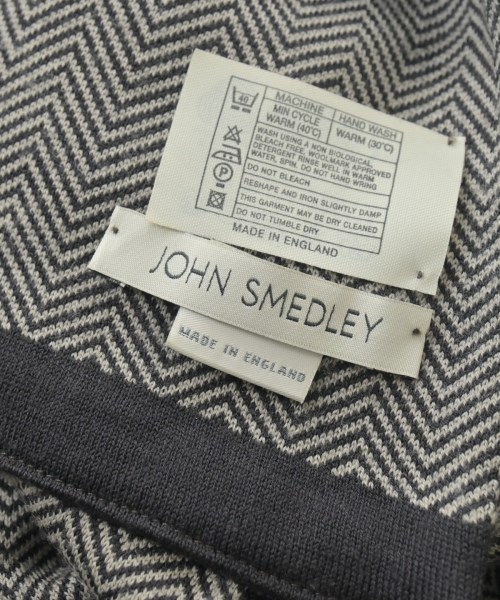 40
MACHINE HAND WASH
MIN CYCLE
WARM (40°C) WARM (30°C)
WASH USING A NON BIOLOGICAL,
BLEACH FREE, WOOLMARK APPROVED
DETERGENT RINSE WELL IN WARM
WATER, SPIN. DO NOT HAND WRING
DO NOT BLEACH
P
RESHAPE AND IRON SLIGHTLY DAMP
THIS GARMENT MAY BE DRY CLEANED
DO NOT TUMBLE DRY
MADE IN ENGLAND
JOHN SMEDLEY
MADE IN ENGLAND